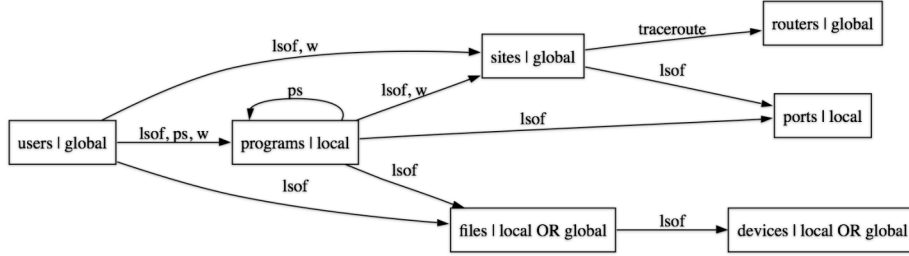 routers | global
traceroute
lsof, w
sites | global
lsof
ps
lsof, w
ports | local
lsof
users | global
lsof, ps, w
programs | local
lsof
lsof
files | local OR global
lsof
devices | local OR global